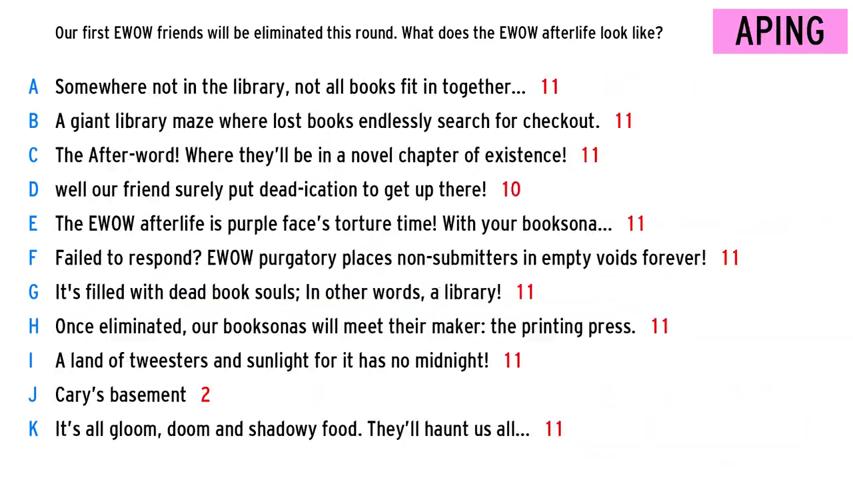 Our first EWOW friends will be eliminated this round. What does the EWOW afterlife look like?
APING
A Somewhere not in the library, not all books fit in together... 11
B A giant library maze where lost books endlessly search for checkout. 11
C The After-word! Where they'll be in a novel chapter of existence! 11
D well our friend surely put dead-ication to get up there! 10
E The EWOW afterlife is purple face's torture time! With your booksona... 11
F Failed to respond? EWOW purgatory places non-submitters in empty voids forever! 11
G It's filled with dead book souls; In other words, a library! 11
H Once eliminated, our booksonas will meet their maker: the printing press. 11
I A land of tweesters and sunlight for it has no midnight! 11
J Cary's basement 2
K It's all gloom, doom and shadowy food. They'll haunt us all... 11